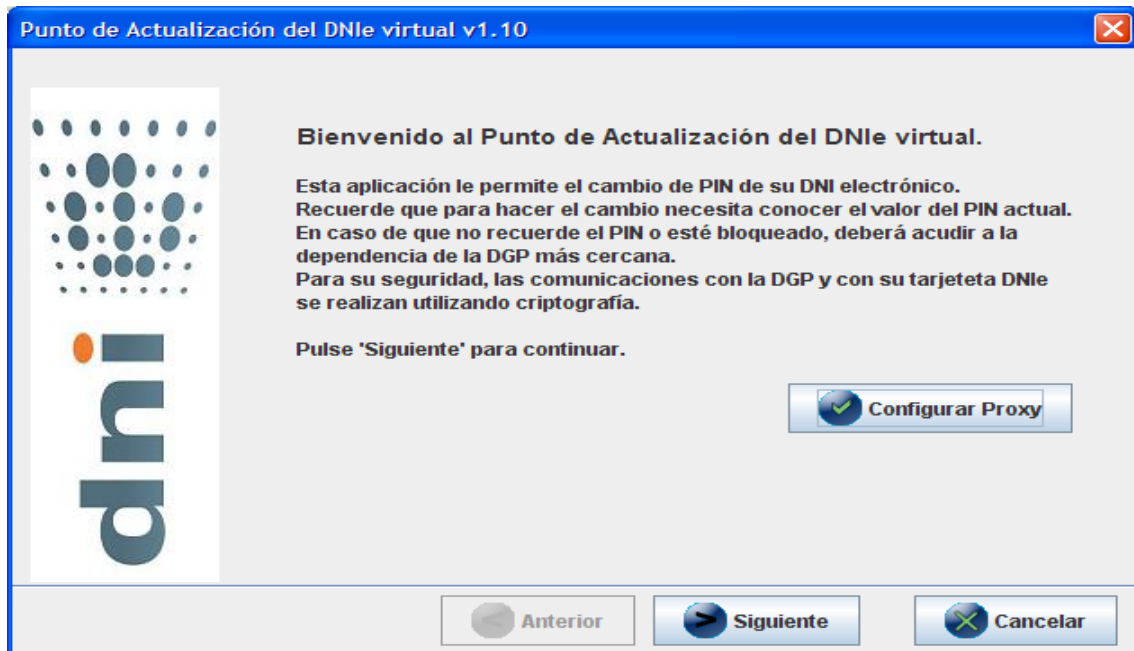 Punto de Actualización del DNIe virtual v1.10
Bienvenido al Punto de Actualización del DNIe virtual.
Esta aplicación le permite el cambio de PIN de su DNI electrónico.
Recuerde que para hacer el cambio necesita conocer el valor del PIN actual.
En caso de que no recuerde el PIN o esté bloqueado, deberá acudir a la
dependencia de la DGP más cercana.
Para su seguridad, las comunicaciones con la DGP y con su tarjeteta DNIe
se realizan utilizando criptografía.
Pulse 'Siguiente' para continuar.
Configurar Proxy
dni
Anterior
Siguiente
Cancelar